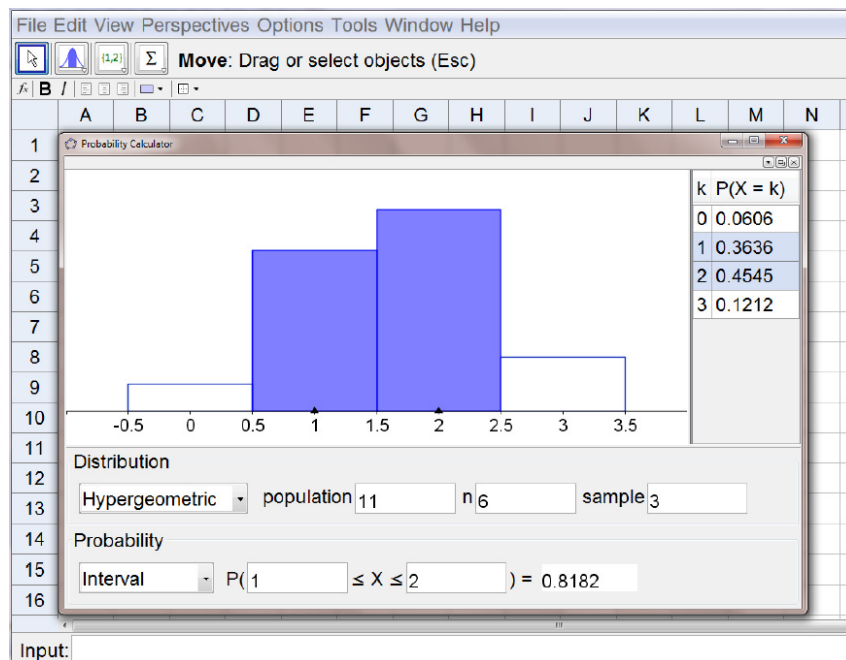 File Edit View Perspectives Options Tools Window Help
{1,2} Σ Move: Drag or select objects (Esc)
fx B I
A B C D E F G H I J K L M N
1 Probability Calculator
2 k P(X = k)
3 0 0.0606
4 1 0.3636
5 2 0.4545
6 3 0.1212
7
8
9
10 -0.5 0 0.5 1 1.5 2 2.5 3 3.5
11 Distribution
12
13 Hypergeometric population 11 n 6 sample 3
14 Probability
15 Interval P( 1 ≤ X ≤ 2 ) = 0.8182
16
Input: